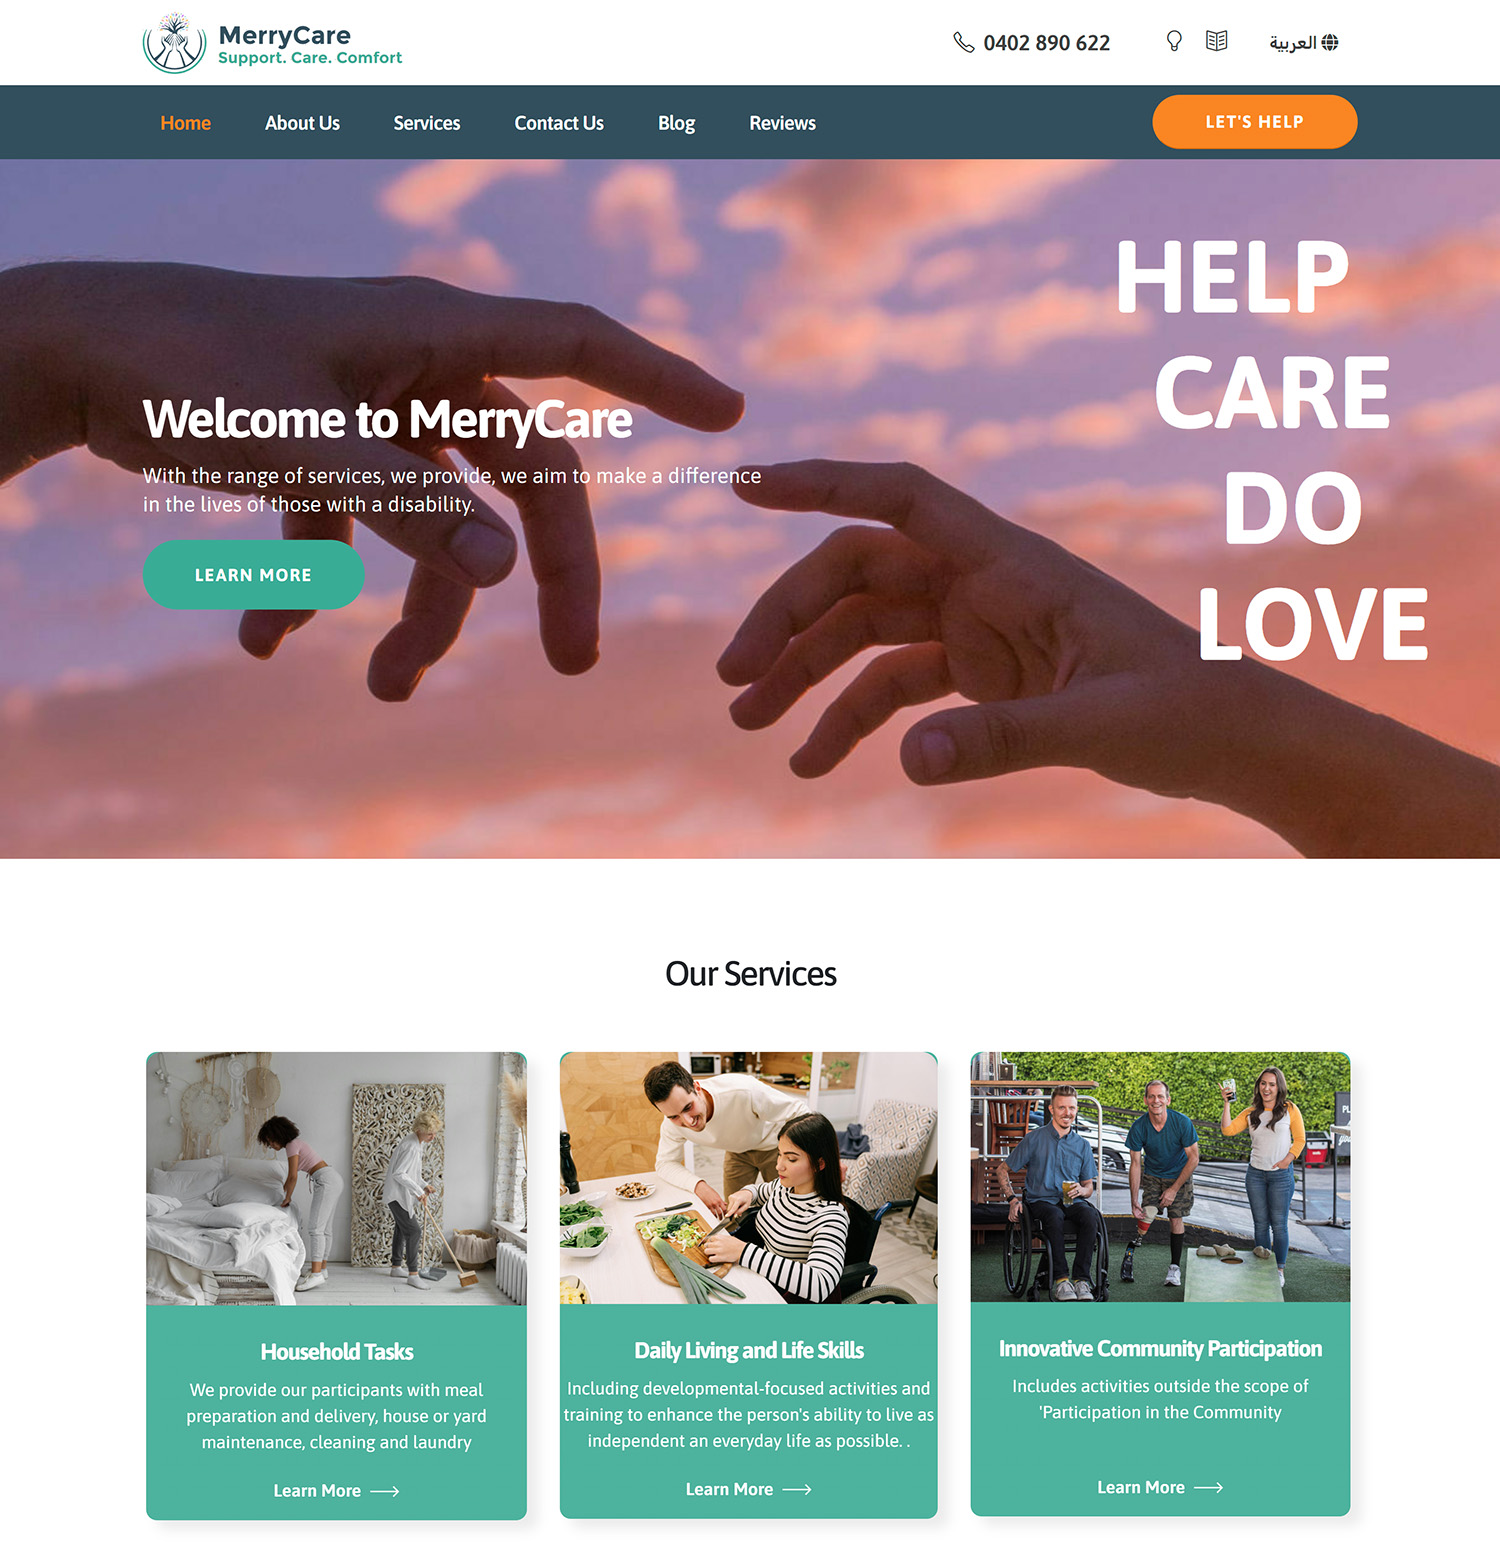 MerryCare
Support. Care. Comfort
0402 890 622
العربية
Home
About Us
Services
Contact Us
Blog
Reviews
LET'S HELP
HELP
CARE
DO
LOVE
Welcome to MerryCare
With the range of services, we provide, we aim to make a difference
in the lives of those with a disability.
LEARN MORE
Our Services
Household Tasks
We provide our participants with meal
preparation and delivery, house or yard
maintenance, cleaning and laundry
Learn More
Daily Living and Life Skills
Including developmental-focused activities and
training to enhance the person's ability to live as
independent an everyday life as possible. .
Learn More
Innovative Community Participation
Includes activities outside the scope of
'Participation in the Community
Learn More